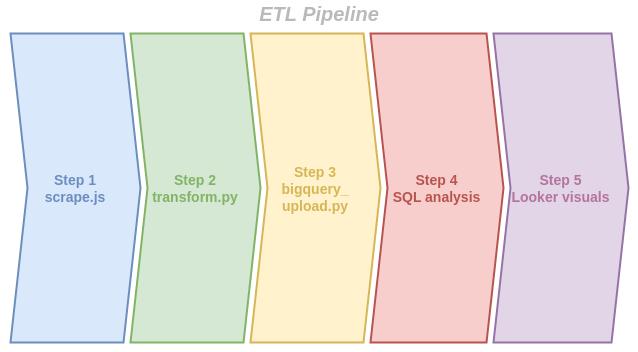 ETL Pipeline
Step 1
scrape.js
Step 2
transform.py
Step 3
bigquery_
upload.py
Step 4
SQL analysis
Step 5
Looker visuals